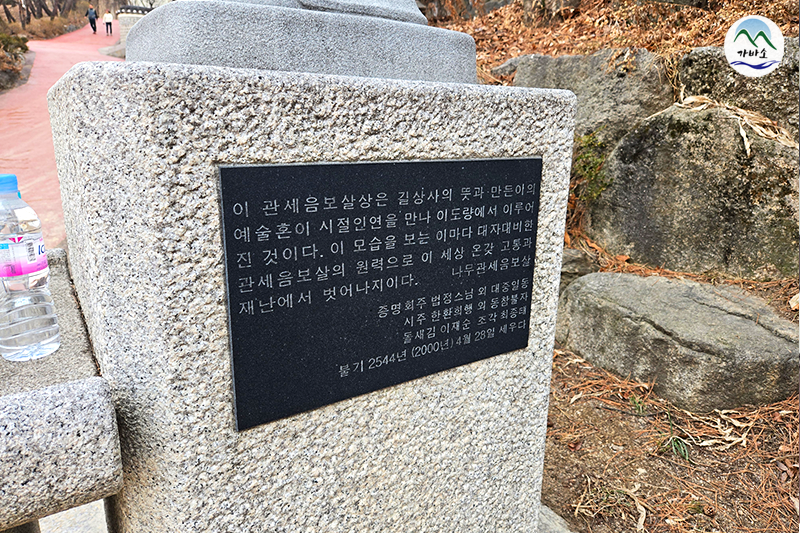 가바소
이 관세음보살상은 길상사의 뜻과 만든이의
예술혼이 시절인연을 만나 이도량에서 이루어
진 것이다. 이 모습을 보는 이마다 대자대비한
관세음보살의 원력으로 이 세상 온갖 고통과
재난에서 벗어나지이다. 나무관세음보살
증명 회주 법정스님 외 대중일동
시주 한환희행 외 동참불자
돌새김 이재순 조각 최종태
불기 2544년 (2000년) 4월 28일 세우다